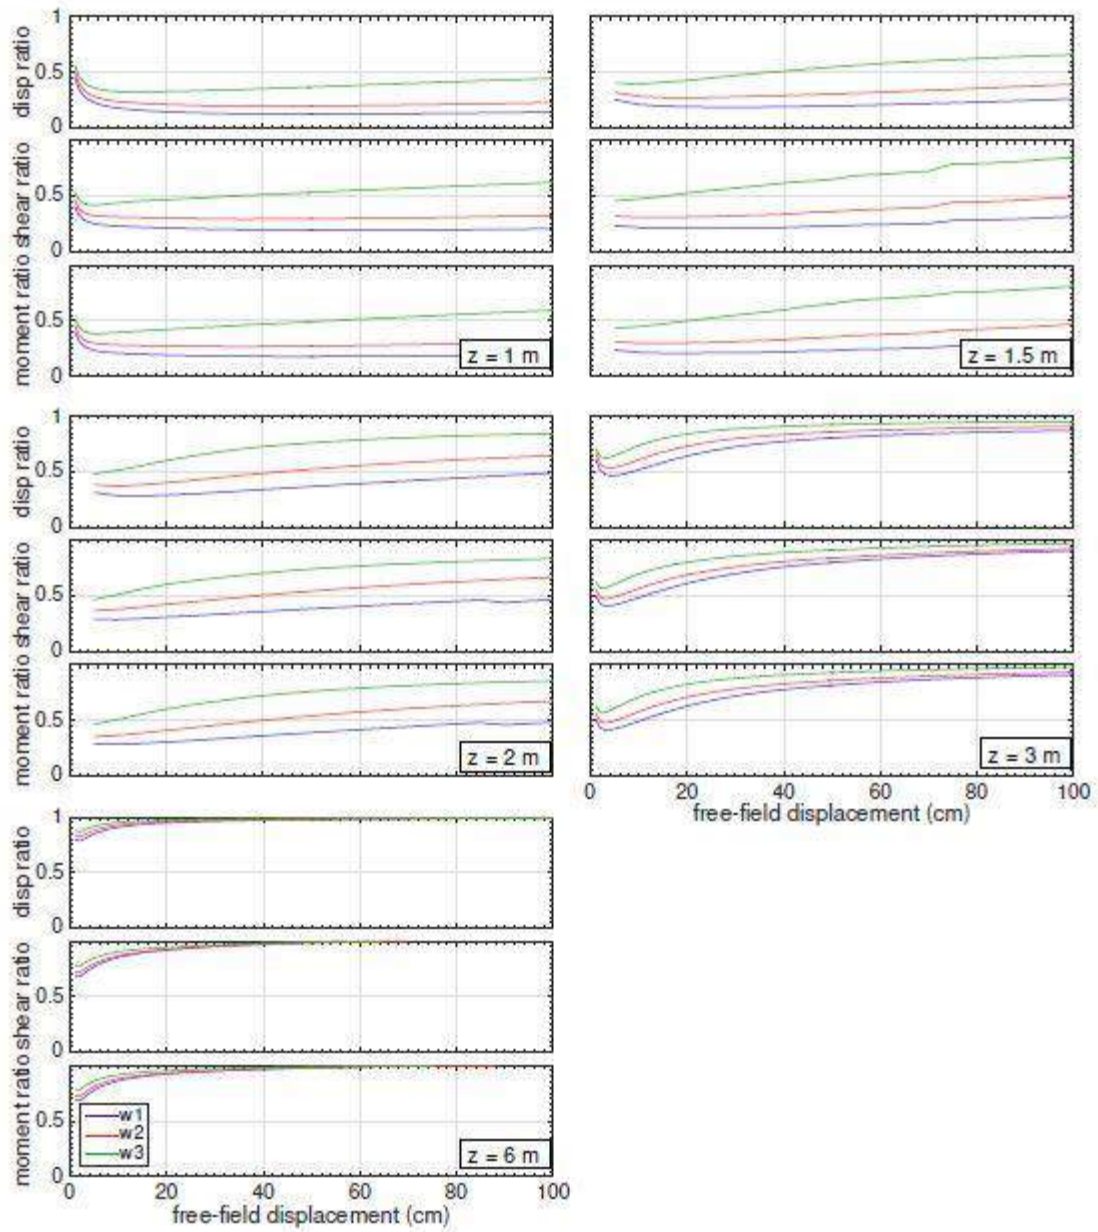 1
disp ratio
0.5
0
shear ratio
0.5
0
moment ratio
0.5
z = 1 m
z = 1.5 m
0
1
disp ratio
0.5
0
shear ratio
0.5
0
moment ratio
0.5
z = 2 m
z = 3 m
0
0 20 40 60 80 100
free-field displacement (cm)
1
disp ratio
0.5
0
shear ratio
0.5
0
moment ratio
0.5
w1
w2
w3
z = 6 m
0
0 20 40 60 80 100
free-field displacement (cm)